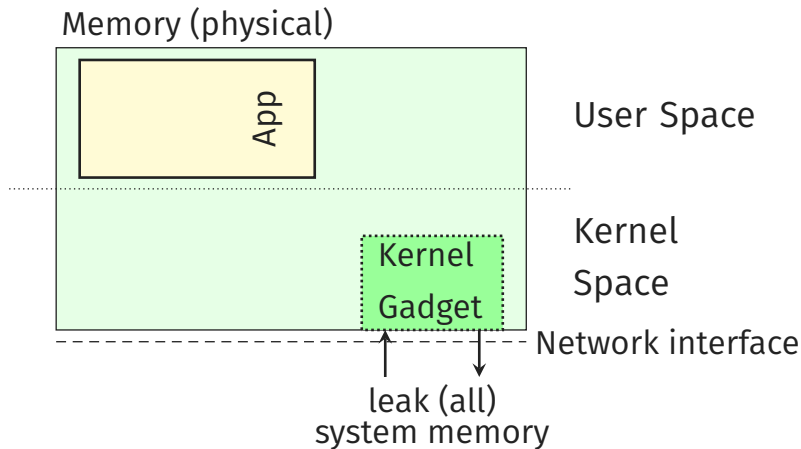 Memory (physical)
App
User Space
Kernel
Space
Kernel
Gadget
Network interface
leak (all)
system memory